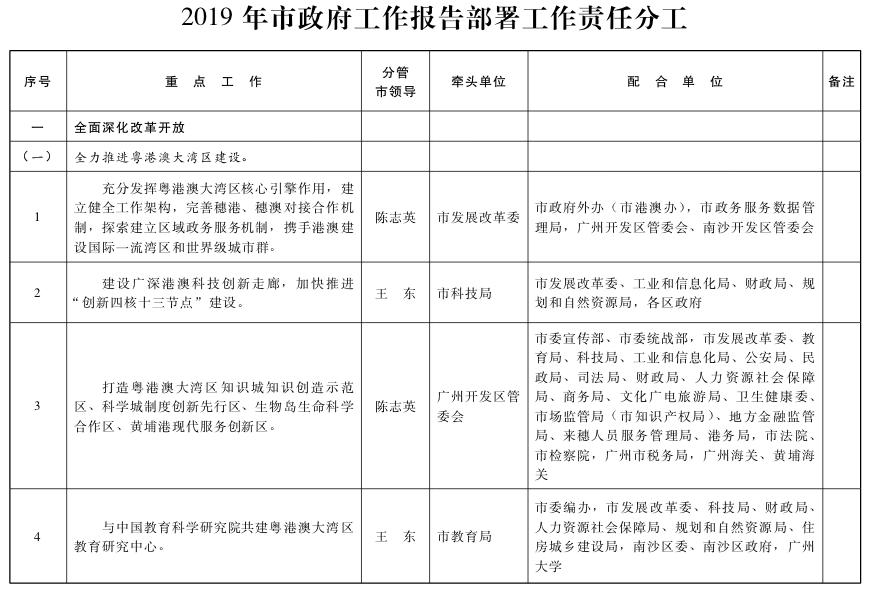 2019 年市政府工作报告部署工作责任分工
序号 重 点 工 作 分管市领导 牵头单位 配 合 单 位 备注
一 全面深化改革开放
（一） 全力推进粤港澳大湾区建设。
1
充分发挥粤港澳大湾区核心引擎作用，建
立健全工作架构，完善穗港、穗澳对接合作机
制，探索建立区域政务服务机制，携手港澳建
设国际一流湾区和世界级城市群。
陈志英
市发展改革委
市政府外办（市港澳办），市政务服务数据管
理局，广州开发区管委会、南沙开发区管委会
2
建设广深港澳科技创新走廊，加快推进
“创新四核十三节点”建设。
王 东
市科技局
市发展改革委、工业和信息化局、财政局、规
划和自然资源局，各区政府
3
打造粤港澳大湾区知识城知识创造示范
区、科学城制度创新先行区、生物岛生命科学
合作区、黄埔港现代服务创新区。
陈志英
广州开发区管
委会
市委宣传部、市委统战部，市发展改革委、教
育局、科技局、工业和信息化局、公安局、民
政局、司法局、财政局、人力资源社会保障
局、商务局、文化广电旅游局、卫生健康委、
市场监管局（市知识产权局）、地方金融监管
局、来穗人员服务管理局、港务局，市法院、
市检察院，广州市税务局，广州海关、黄埔海
关
4
与中国教育科学研究院共建粤港澳大湾区
教育研究中心。
王 东
市教育局
市委编办，市发展改革委、科技局、财政局、
人力资源社会保障局、规划和自然资源局、住
房城乡建设局，南沙区委、南沙区政府，广州
大学